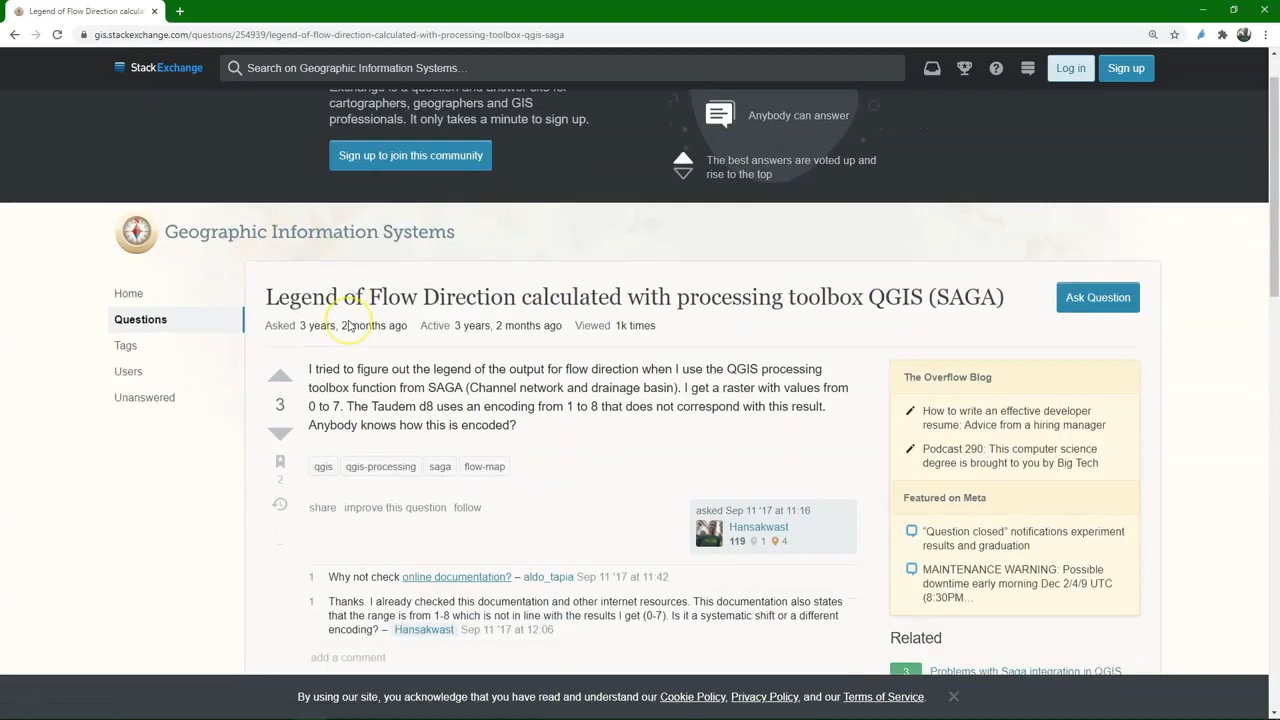 Legend of Flow Direction calcula
gis.stackexchange.com/questions/254939/legend-of-flow-direction-calculated-with-processing-toolbox-qgis-saga
StackExchange
Search on Geographic Information Systems…
Log in
Sign up
Exchange is a question and answer site for
cartographers, geographers and GIS
professionals. It only takes a minute to sign up.
Sign up to join this community
Anybody can answer
The best answers are voted up and
rise to the top
Geographic Information Systems
Home
Questions
Tags
Users
Unanswered
Legend of Flow Direction calculated with processing toolbox QGIS (SAGA)
Ask Question
Asked 3 years, 2 months ago Active 3 years, 2 months ago Viewed 1k times
3
I tried to figure out the legend of the output for flow direction when I use the QGIS processing
toolbox function from SAGA (Channel network and drainage basin). I get a raster with values from
0 to 7. The Taudem d8 uses an encoding from 1 to 8 that does not correspond with this result.
Anybody knows how this is encoded?
2
qgis qgis-processing saga flow-map
share improve this question follow
asked Sep 11 '17 at 11:16
Hansakwast
119 1 4
1 Why not check online documentation? – aldo_tapia Sep 11 '17 at 11:42
1 Thanks. I already checked this documentation and other internet resources. This documentation also states
that the range is from 1-8 which is not in line with the results I get (0-7). Is it a systematic shift or a different
encoding? – Hansakwast Sep 11 '17 at 12:06
add a comment
The Overflow Blog
How to write an effective developer
resume: Advice from a hiring manager
Podcast 290: This computer science
degree is brought to you by Big Tech
Featured on Meta
"Question closed" notifications experiment
results and graduation
MAINTENANCE WARNING: Possible
downtime early morning Dec 2/4/9 UTC
(8:30PM…
Related
3 Problems with Saga integration in QGIS
By using our site, you acknowledge that you have read and understand our Cookie Policy, Privacy Policy, and our Terms of Service.